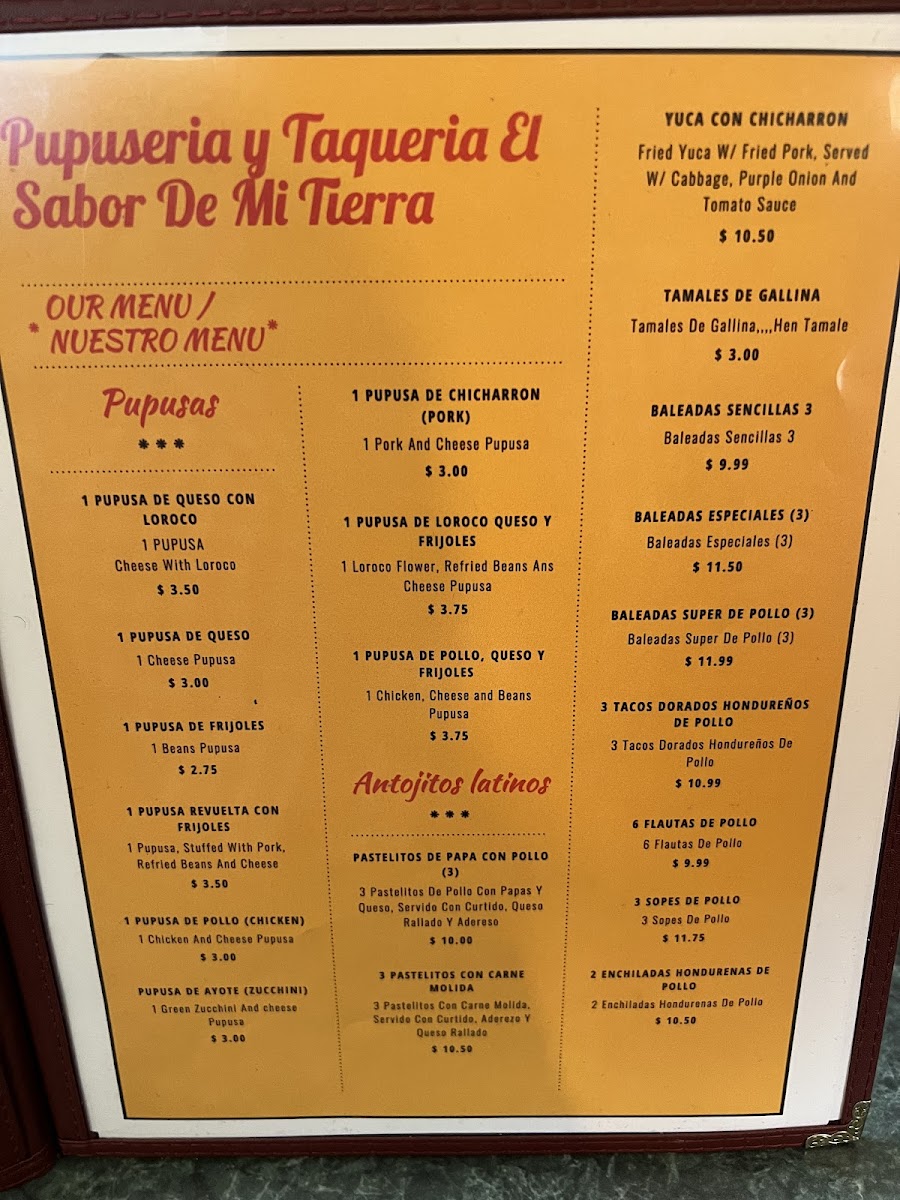 Pupuseria y Taqueria El
Sabor De Mi Tierra
OUR MENU /
* NUESTRO MENU *
Pupusas
***
1 PUPUSA DE QUESO CON
LOROCO
1 PUPUSA
Cheese With Loroco
$ 3.50
1 PUPUSA DE QUESO
1 Cheese Pupusa
$ 3.00
1 PUPUSA DE FRIJOLES
1 Beans Pupusa
$ 2.75
1 PUPUSA REVUELTA CON
FRIJOLES
1 Pupusa, Stuffed With Pork,
Refried Beans And Cheese
$ 3.50
1 PUPUSA DE POLLO (CHICKEN)
1 Chicken And Cheese Pupusa
$ 3.00
PUPUSA DE AYOTE (ZUCCHINI)
1 Green Zucchini And cheese
Pupusa
$ 3.00
1 PUPUSA DE CHICHARRON
(PORK)
1 Pork And Cheese Pupusa
$ 3.00
1 PUPUSA DE LOROCO QUESO Y
FRIJOLES
1 Loroco Flower, Refried Beans Ans
Cheese Pupusa
$ 3.75
1 PUPUSA DE POLLO, QUESO Y
FRIJOLES
1 Chicken, Cheese and Beans
Pupusa
$ 3.75
Antojitos latinos
***
PASTELITOS DE PAPA CON POLLO
(3)
3 Pastelitos De Pollo Con Papas Y
Queso, Servido Con Curtido, Queso
Rallado Y Adereso
$ 10.00
3 PASTELITOS CON CARNE
MOLIDA
3 Pastelitos Con Carne Molida,
Servido Con Curtido, Aderezo Y
Queso Rallado
$ 10.50
YUCA CON CHICHARRON
Fried Yuca W/ Fried Pork, Served
W/ Cabbage, Purple Onion And
Tomato Sauce
$ 10.50
TAMALES DE GALLINA
Tamales De Gallina,,,,Hen Tamale
$ 3.00
BALEADAS SENCILLAS 3
Baleadas Sencillas 3
$ 9.99
BALEADAS ESPECIALES (3)
Baleadas Especiales (3)
$ 11.50
BALEADAS SUPER DE POLLO (3)
Baleadas Super De Pollo (3)
$ 11.99
3 TACOS DORADOS HONDUREÑOS
DE POLLO
3 Tacos Dorados Hondureños De
Pollo
$ 10.99
6 FLAUTAS DE POLLO
6 Flautas De Pollo
$ 9.99
3 SOPES DE POLLO
3 Sopes De Pollo
$ 11.75
2 ENCHILADAS HONDURENAS DE
POLLO
2 Enchiladas Hondurenas De Pollo
$ 10.50